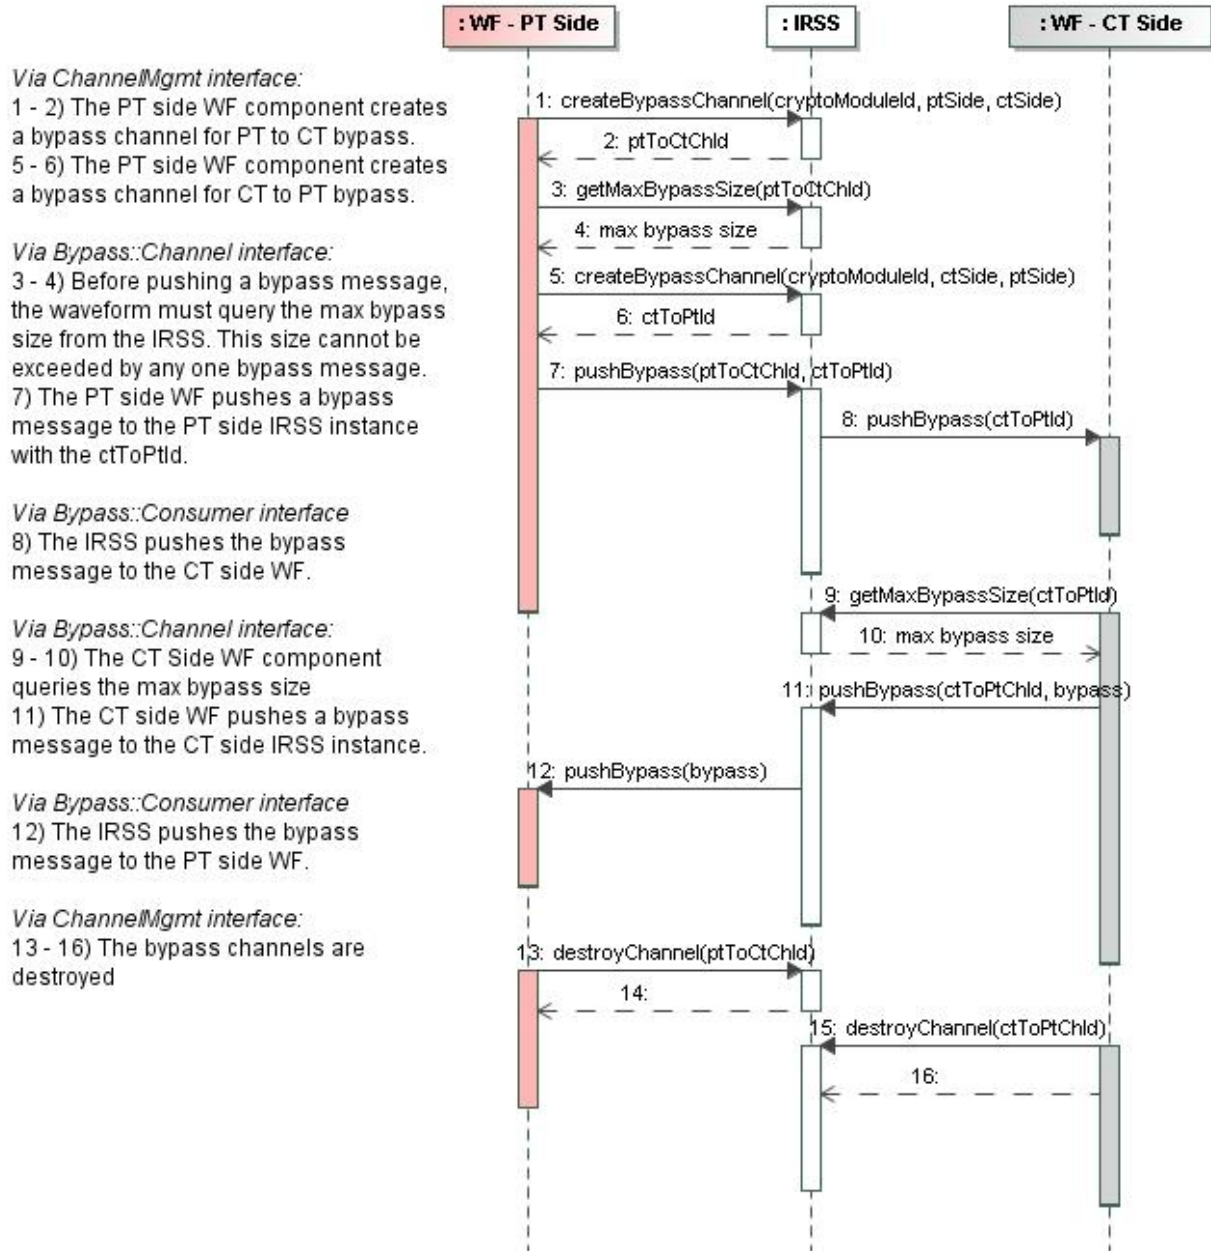 : WF - PT Side
: IRSS
: WF - CT Side
Via ChannelMgmt interface:
1 - 2) The PT side WF component creates
a bypass channel for PT to CT bypass.
5 - 6) The PT side WF component creates
a bypass channel for CT to PT bypass.
Via Bypass::Channel interface:
3 - 4) Before pushing a bypass message,
the waveform must query the max bypass
size from the IRSS. This size cannot be
exceeded by any one bypass message.
7) The PT side WF pushes a bypass
message to the PT side IRSS instance
with the ctToPtId.
Via Bypass::Consumer interface
8) The IRSS pushes the bypass
message to the CT side WF.
Via Bypass::Channel interface:
9 - 10) The CT Side WF component
queries the max bypass size
11) The CT side WF pushes a bypass
message to the CT side IRSS instance.
Via Bypass::Consumer interface
12) The IRSS pushes the bypass
message to the PT side WF.
Via ChannelMgmt interface:
13 - 16) The bypass channels are
destroyed
1: createBypassChannel(cryptoModuleId, ptSide, ctSide)
2: ptToCtChId
3: getMaxBypassSize(ptToCtChId)
4: max bypass size
5: createBypassChannel(cryptoModuleId, ctSide, ptSide)
6: ctToPtId
7: pushBypass(ptToCtChId, ctToPtId)
8: pushBypass(ctToPtId)
9: getMaxBypassSize(ctToPtId)
10: max bypass size
11: pushBypass(ctToPtChId, bypass)
12: pushBypass(bypass)
13: destroyChannel(ptToCtChId)
14:
15: destroyChannel(ctToPtChId)
16: